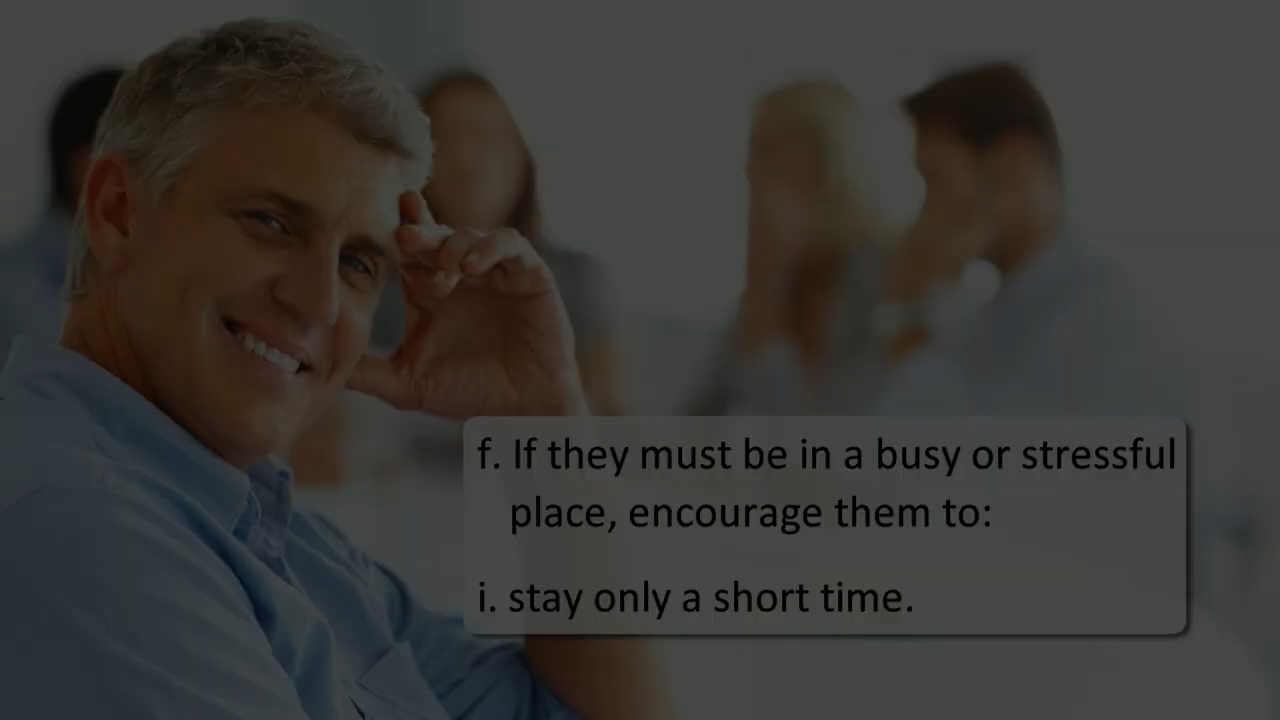 f. If they must be in a busy or stressful
place, encourage them to:
i. stay only a short time.